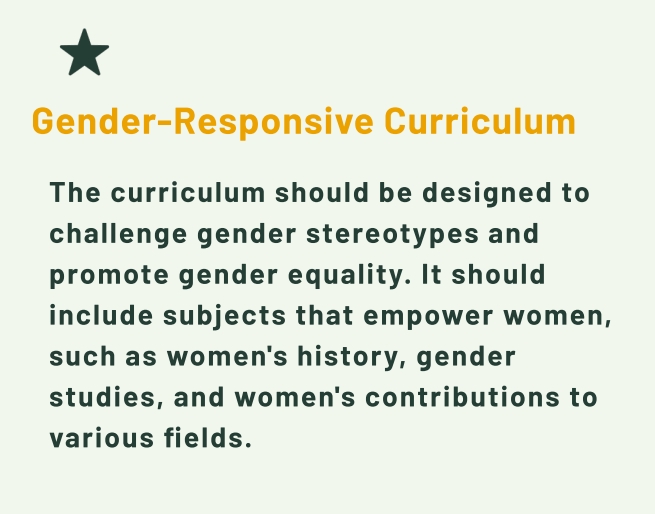 Gender-Responsive Curriculum
The curriculum should be designed to
challenge gender stereotypes and
promote gender equality. It should
include subjects that empower women,
such as women's history, gender
studies, and women's contributions to
various fields.